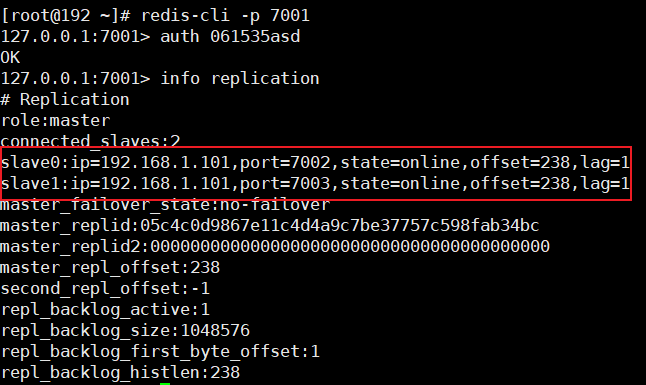 [root@192 ~]# redis-cli -p 7001
127.0.0.1:7001> auth 061535asd
OK
127.0.0.1:7001> info replication
# Replication
role:master
connected_slaves:2
slave0:ip=192.168.1.101,port=7002,state=online,offset=238,lag=1
slave1:ip=192.168.1.101,port=7003,state=online,offset=238,lag=1
master_failover_state:no-failover
master_replid:05c4c0d9867e11c4d4a9c7be37757c598fab34bc
master_replid2:0000000000000000000000000000000000000000
master_repl_offset:238
second_repl_offset:-1
repl_backlog_active:1
repl_backlog_size:1048576
repl_backlog_first_byte_offset:1
repl_backlog_histlen:238